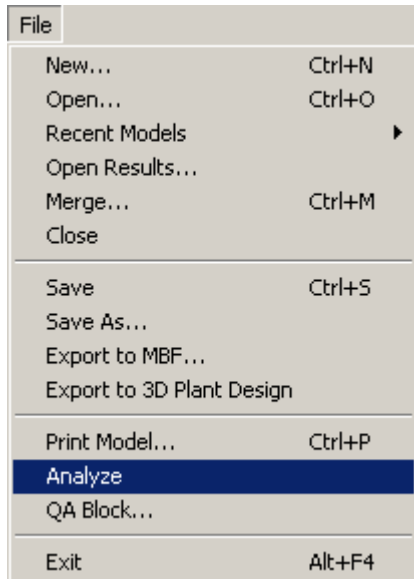 File
New... Ctrl+N
Open... Ctrl+O
Recent Models
Open Results...
Merge... Ctrl+M
Close
Save Ctrl+S
Save As...
Export to MBF...
Export to 3D Plant Design
Print Model... Ctrl+P
Analyze
QA Block...
Exit Alt+F4